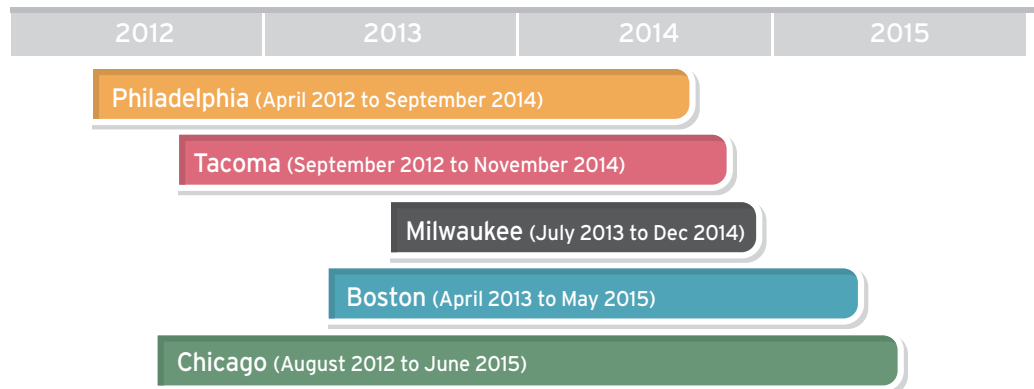 2012 2013 2014 2015
Philadelphia (April 2012 to September 2014)
Tacoma (September 2012 to November 2014)
Milwaukee (July 2013 to Dec 2014)
Boston (April 2013 to May 2015)
Chicago (August 2012 to June 2015)